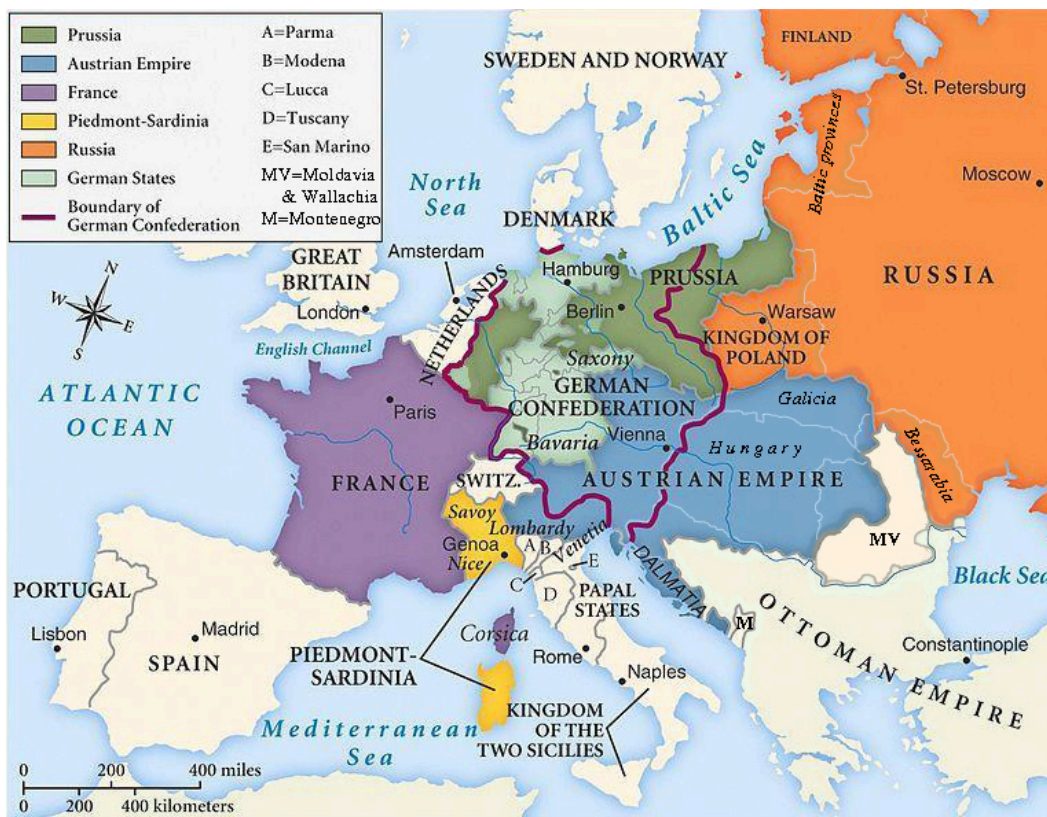 Prussia
Austrian Empire
France
Piedmont-Sardinia
Russia
German States
Boundary of
German Confederation
A=Parma
B=Modena
C=Lucca
D=Tuscany
E=San Marino
MV=Moldavia
& Wallachia
M=Montenegro
SWEDEN AND NORWAY
FINLAND
St. Petersburg
Baltic provinces
Moscow
North
Sea
Baltic Sea
DENMARK
GREAT
BRITAIN
Amsterdam
Hamburg
PRUSSIA
RUSSIA
N
W
E
S
London
NETHERLANDS
Berlin
Warsaw
KINGDOM OF
POLAND
English Channel
Saxony
ATLANTIC
OCEAN
Paris
GERMAN
CONFEDERATION
Galicia
Bavaria
Vienna
Hungary
Bessarabia
FRANCE
SWITZ.
AUSTRIAN EMPIRE
Savoy
Lombardy
Venetia
Genoa
Nice
A
B
C
D
E
MV
DALMATIA
Black Sea
PORTUGAL
PAPAL
STATES
M
OTTOMAN EMPIRE
Lisbon
Madrid
SPAIN
Corsica
Rome
Constantinople
PIEDMONT-
SARDINIA
Naples
Mediterranean
Sea
KINGDOM
OF THE
TWO SICILIES
0 200 400 miles
0 200 400 kilometers